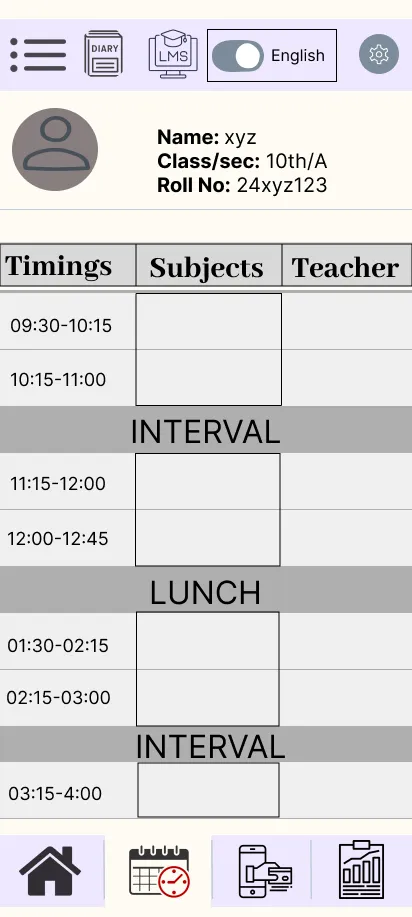 DIARY
LMS
English
Name: xyz
Class/sec: 10th/A
Roll No: 24xyz123
Timings Subjects Teacher
09:30-10:15
10:15-11:00
INTERVAL
11:15-12:00
12:00-12:45
LUNCH
01:30-02:15
02:15-03:00
INTERVAL
03:15-4:00